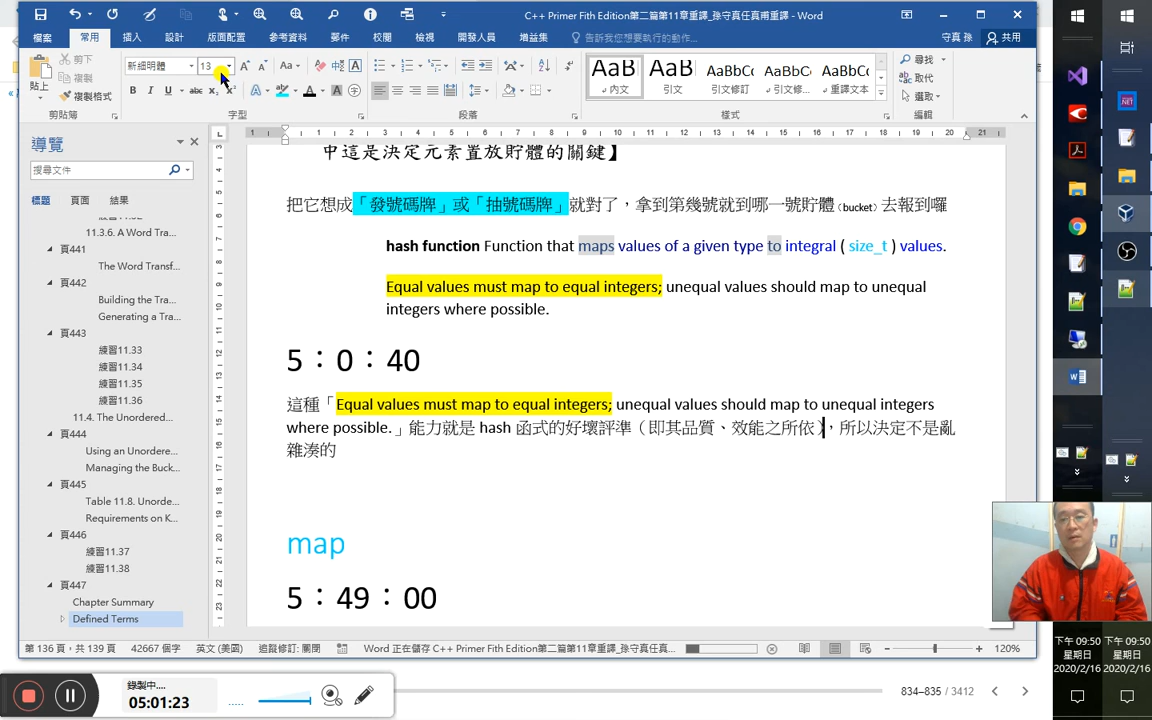 C++ Primer Fith Edition第二篇第11章重譯_孫守真任真甫重譯 - Word
檔案 常用 插入 設計 版面配置 參考資料 郵件 校閱 檢視 開發人員 增益集 告訴我您想要執行的動作... 守真 孫 共用
剪下
複製
貼上 複製格式
新細明體 13
AaB AaB AaBbCc AaBbCc AaBbCc
內文 引文 引文修訂 引文修... 重譯本文
尋找
取代
選取
剪貼簿 字型 段落 樣式 編輯
導覽
搜尋文件
標題 頁面 結果
11.3.6. A Word Tra...
頁441
The Word Transf...
頁442
Building the Tra...
Generating a Tra...
頁443
練習11.33
練習11.34
練習11.35
練習11.36
11.4. The Unordered...
頁444
Using an Unordere...
Managing the Buck...
頁445
Table 11.8. Unorde...
Requirements on K...
頁446
練習11.37
練習11.38
頁447
Chapter Summary
Defined Terms
中這是決定元素置放貯體的關鍵】
把它想成「發號碼牌」或「抽號碼牌」就對了，拿到第幾號就到哪一號貯體（bucket）去報到囉
hash function Function that maps values of a given type to integral ( size_t ) values.
Equal values must map to equal integers; unequal values should map to unequal
integers where possible.
5：0：40
這種「Equal values must map to equal integers; unequal values should map to unequal integers
where possible.」能力就是 hash 函式的好壞評準（即其品質、效能之所依），所以決定不是亂
雜湊的
map
5：49：00
第 136 頁，共 139 頁 42667 個字 英文 (美國) 追蹤修訂: 關閉 Word 正在儲存 C++ Primer Fith Edition第二篇第11章重譯_孫守真任真... 120%
錄製中....
05:01:23
834–835 / 3412
下午 09:50
星期日
2020/2/16
下午 09:50
星期日
2020/2/16